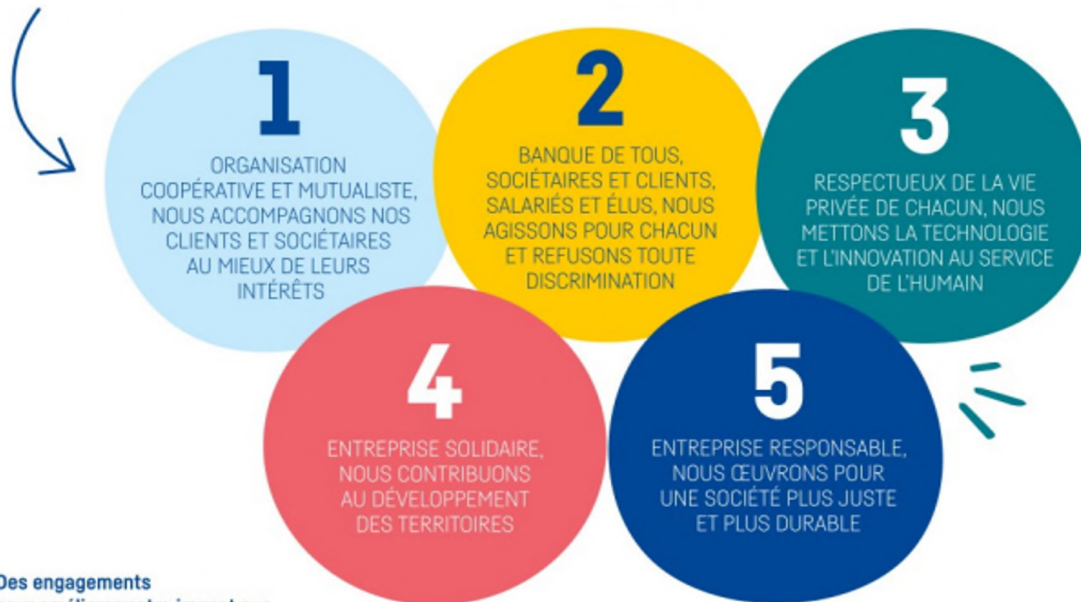 1
ORGANISATION
COOPÉRATIVE ET MUTUALISTE,
NOUS ACCOMPAGNONS NOS
CLIENTS ET SOCIÉTAIRES
AU MIEUX DE LEURS
INTÉRÊTS
2
BANQUE DE TOUS,
SOCIÉTAIRES ET CLIENTS,
SALARIÉS ET ÉLUS, NOUS
AGISSONS POUR CHACUN
ET REFUSONS TOUTE
DISCRIMINATION
3
RESPECTUEUX DE LA VIE
PRIVÉE DE CHACUN, NOUS
METTONS LA TECHNOLOGIE
ET L'INNOVATION AU SERVICE
DE L'HUMAIN
4
ENTREPRISE SOLIDAIRE,
NOUS CONTRIBUONS
AU DÉVELOPPEMENT
DES TERRITOIRES
5
ENTREPRISE RESPONSABLE,
NOUS ŒUVRONS POUR
UNE SOCIÉTÉ PLUS JUSTE
ET PLUS DURABLE
Des engagements